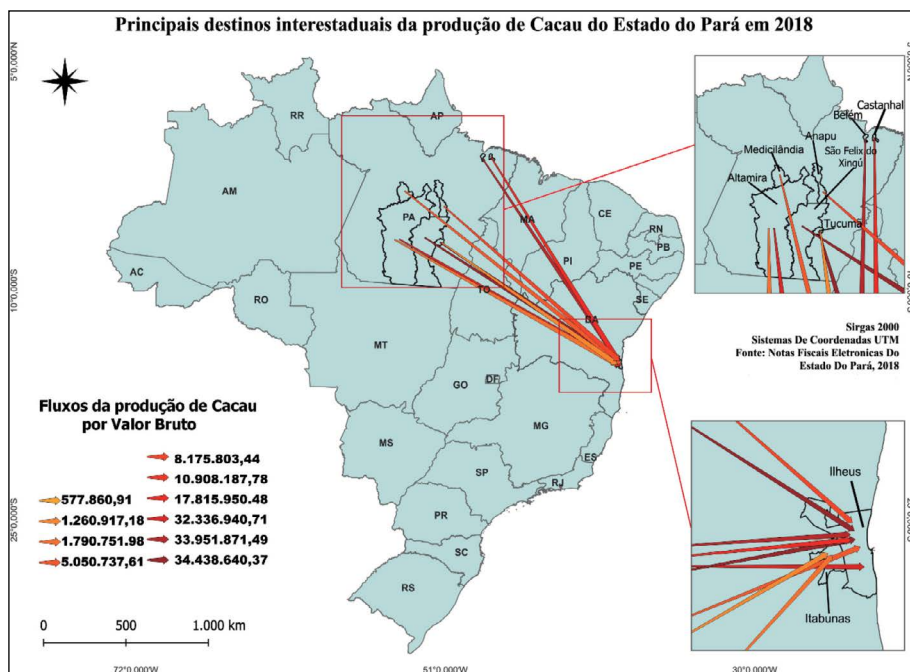 Principais destinos interestaduais da produção de Cacau do Estado do Pará em 2018
5°0,000'N
RR
AP
AM
PA
MA
CE
RN
PB
PI
PE
AC
SE
TO
RO
BA
MT
GO
DF
MG
MS
ES
SP
RJ
PR
SC
RS
10°0,000'S
25°0,000'S
Castanhal
Belém
Anapu
Medicilândia
São Felix do
Xingú
Altamira
Tucumã
Sirgas 2000
Sistemas De Coordenadas UTM
Fonte: Notas Fiscais Eletronicas Do
Estado Do Pará, 2018
Fluxos da produção de Cacau
por Valor Bruto
577.860,91
1.260.917,18
1.790.751.98
5.050.737,61
8.175.803,44
10.908.187,78
17.815.950.48
32.336.940,71
33.951.871,49
34.438.640,37
Ilheus
Itabunas
0 500 1.000 km
72°0,000'W
51°0,000'W
30°0,000'W